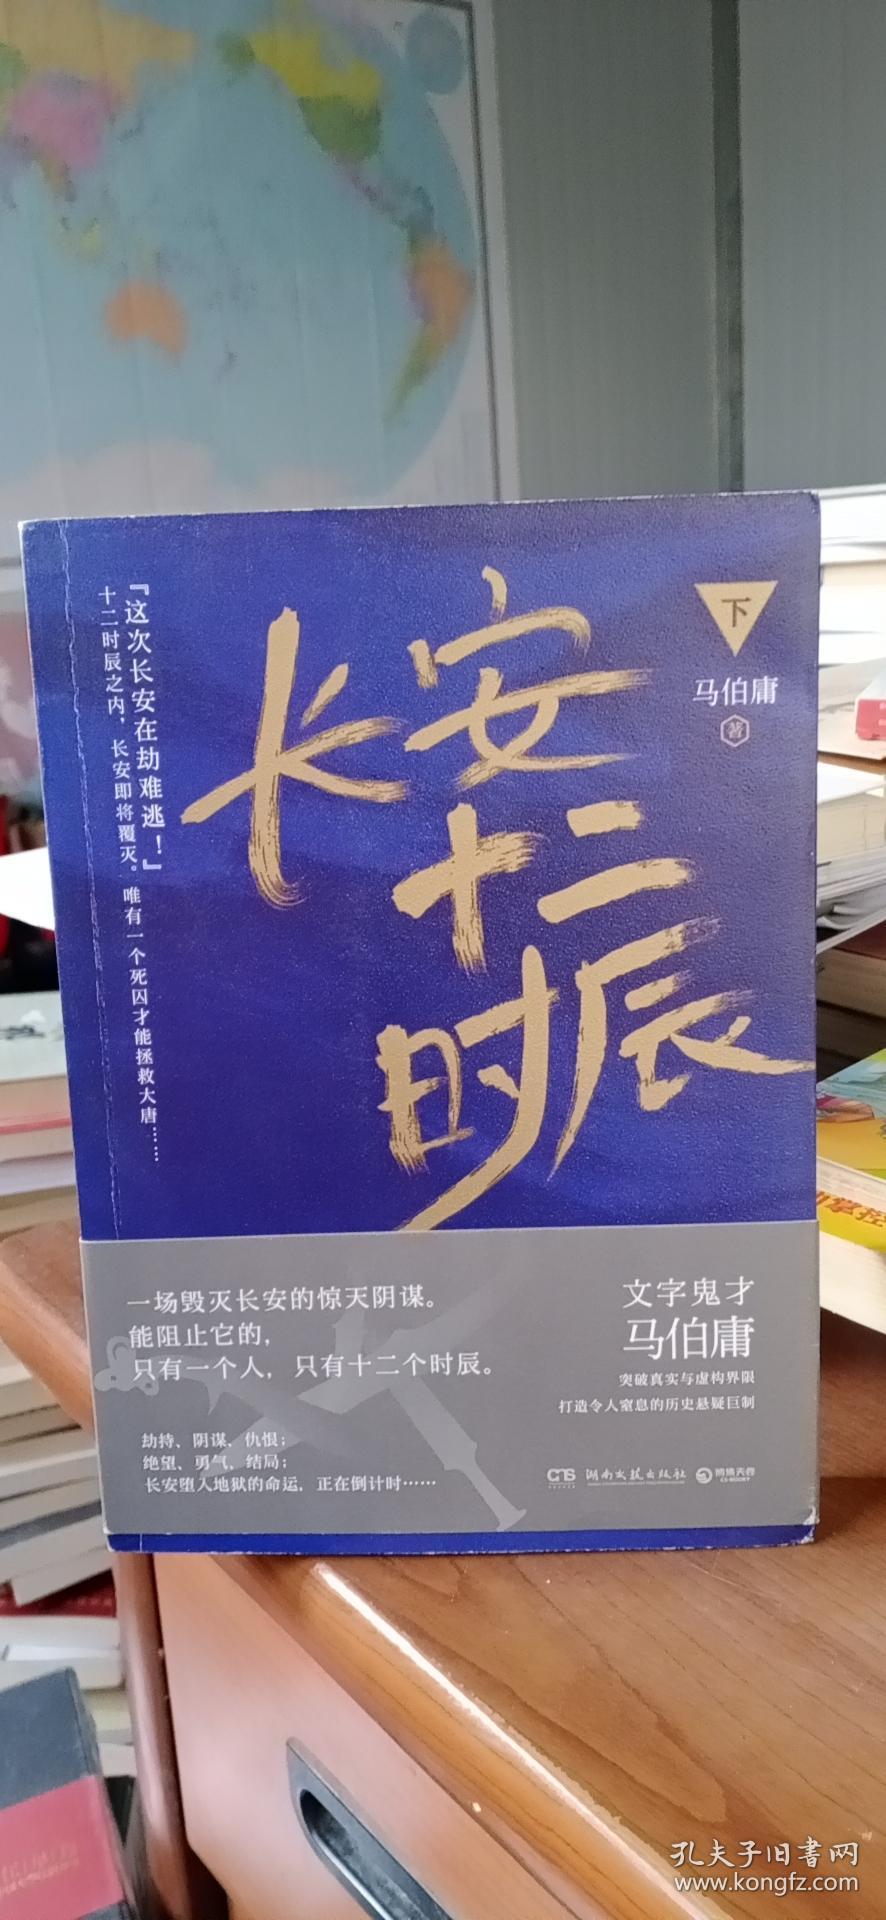 『这次长安在劫难逃！』
十二时辰之内，长安即将覆灭。唯有一个死囚才能拯救大唐……
长安
十二
时辰
下
马伯庸
著
一场毁灭长安的惊天阴谋。
能阻止它的，
只有一个人，只有十二个时辰。
劫持、阴谋、仇恨；
绝望、勇气、结局；
长安堕入地狱的命运，正在倒计时……
文字鬼才
马伯庸
突破真实与虚构界限
打造令人窒息的历史悬疑巨制
湖南文艺出版社
博集天卷
CS-BOOKY
掌控
孔夫子旧书网
www.kongfz.com